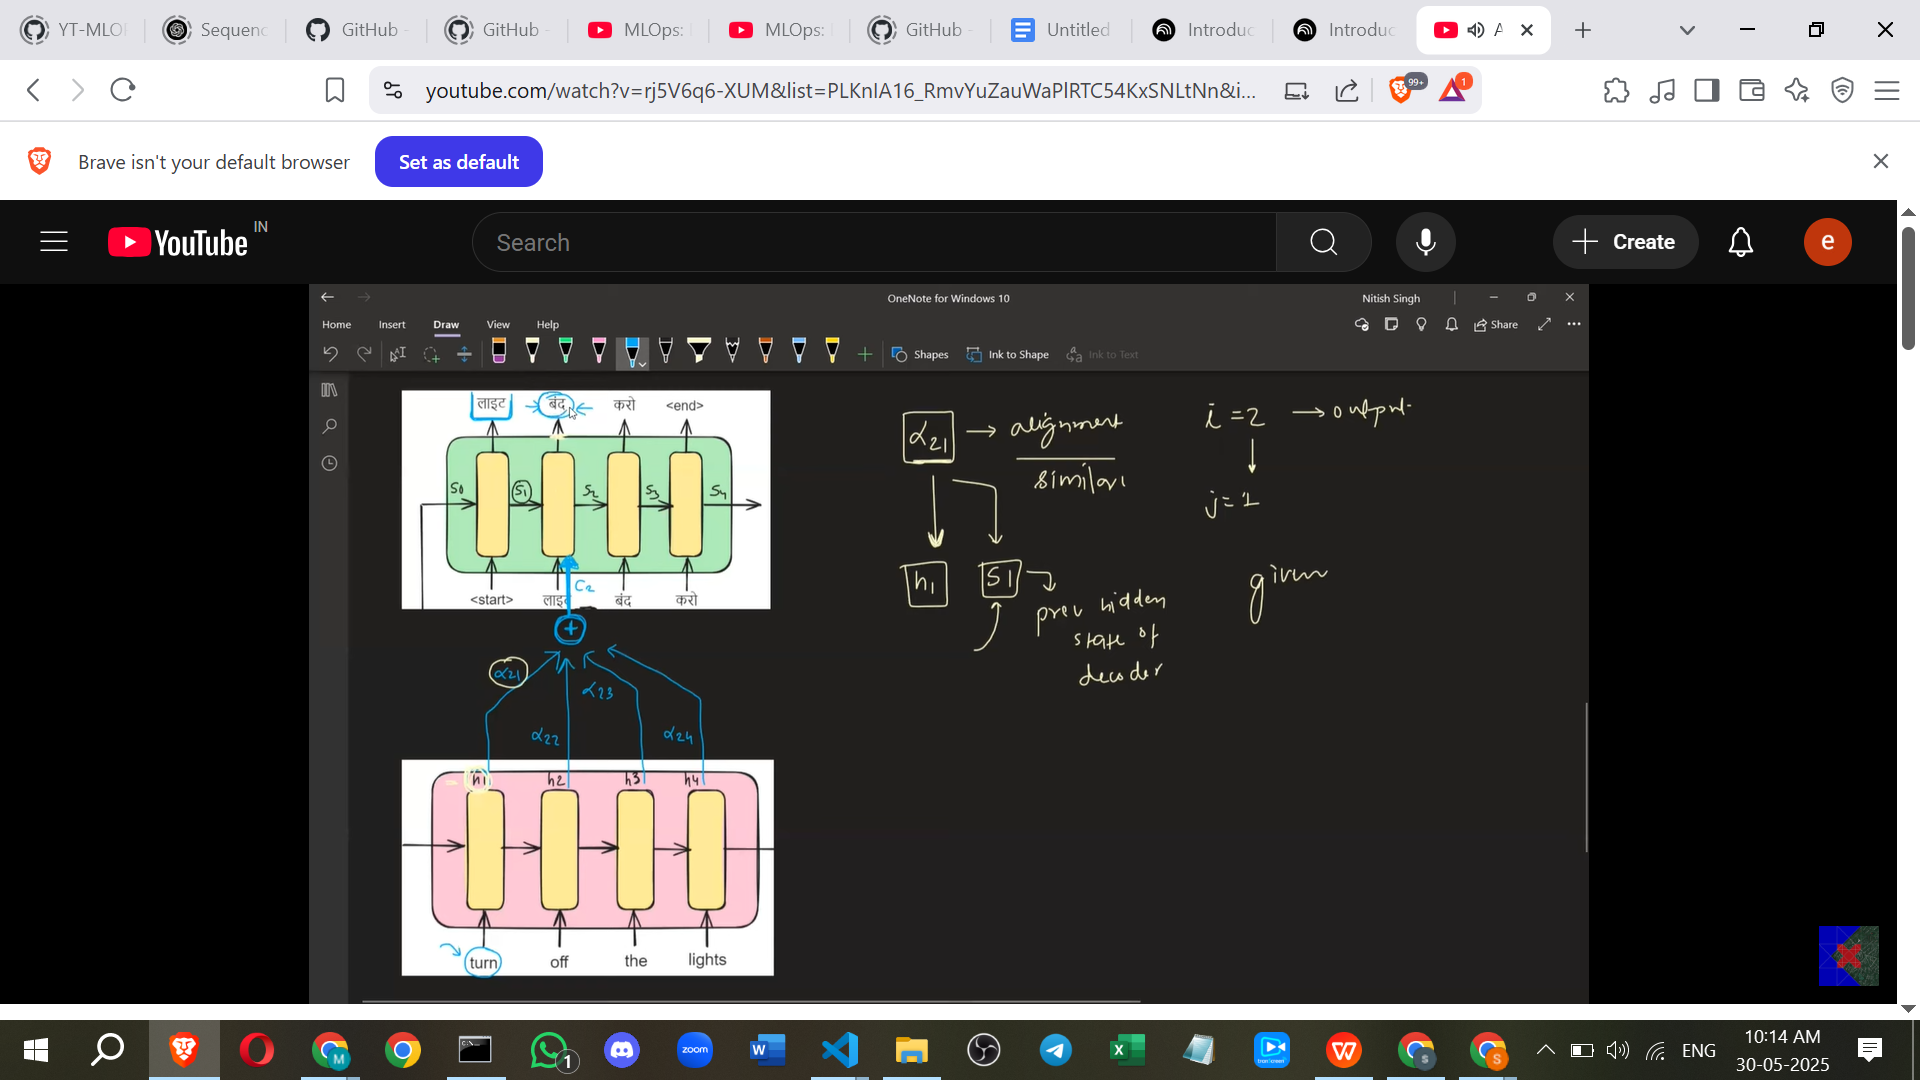 YT-MLO
Sequenc
GitHub -
GitHub -
MLOps:
MLOps:
GitHub -
Untitled
Introduc
Introduc
A
youtube.com/watch?v=rj5V6q6-XUM&list=PLKnIA16_RmvYuZauWaPlRTC54KxSNLtNn&i...
99+
1
Brave isn't your default browser
Set as default
YouTube IN
Search
Create
e
OneNote for Windows 10
Nitish Singh
Home Insert Draw View Help
Share
Shapes
Ink to Shape
Ink to Text
लाइट बंद करो <end>
S0 S1 S2 S3 S4
C2
<start> लाइट बंद करो
+
α21 α23
α22 α24
h1 h2 h3 h4
turn off the lights
α21 → alignment
similari
h1 S1
prev hidden
state of
decoder
i = 2 → output
j = 1
given
1
zoom
ENG
10:14 AM
30-05-2025